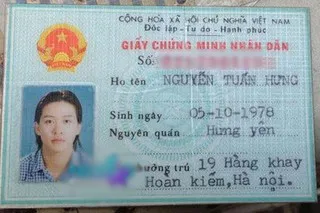 CỘNG HÒA XÃ HỘI CHỦ NGHĨA VIỆT NAM
Độc lập - Tự do - Hạnh phúc
GIẤY CHỨNG MINH NHÂN DÂN
Số:
Họ tên NGUYỄN TUẤN HƯNG
Sinh ngày 05-10-1978
Nguyên quán Hưng yên
thường trú 19 Hàng khay
Hoàn kiếm, Hà nội.